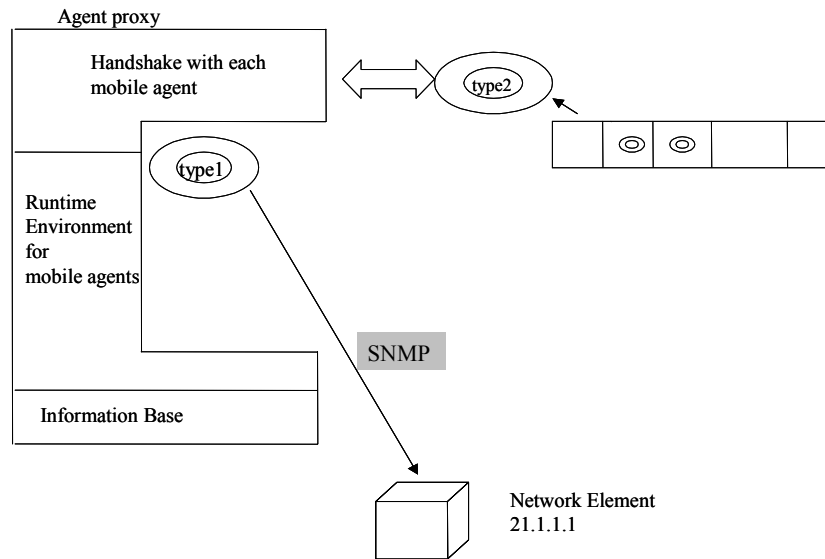 Agent proxy
Handshake with each
mobile agent
type2
type1
Runtime
Environment
for
mobile agents
SNMP
Information Base
Network Element
21.1.1.1